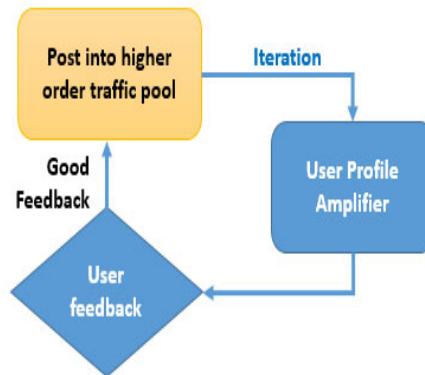 Post into higher
order traffic pool
Iteration
User Profile
Amplifier
Good
Feedback
User
feedback